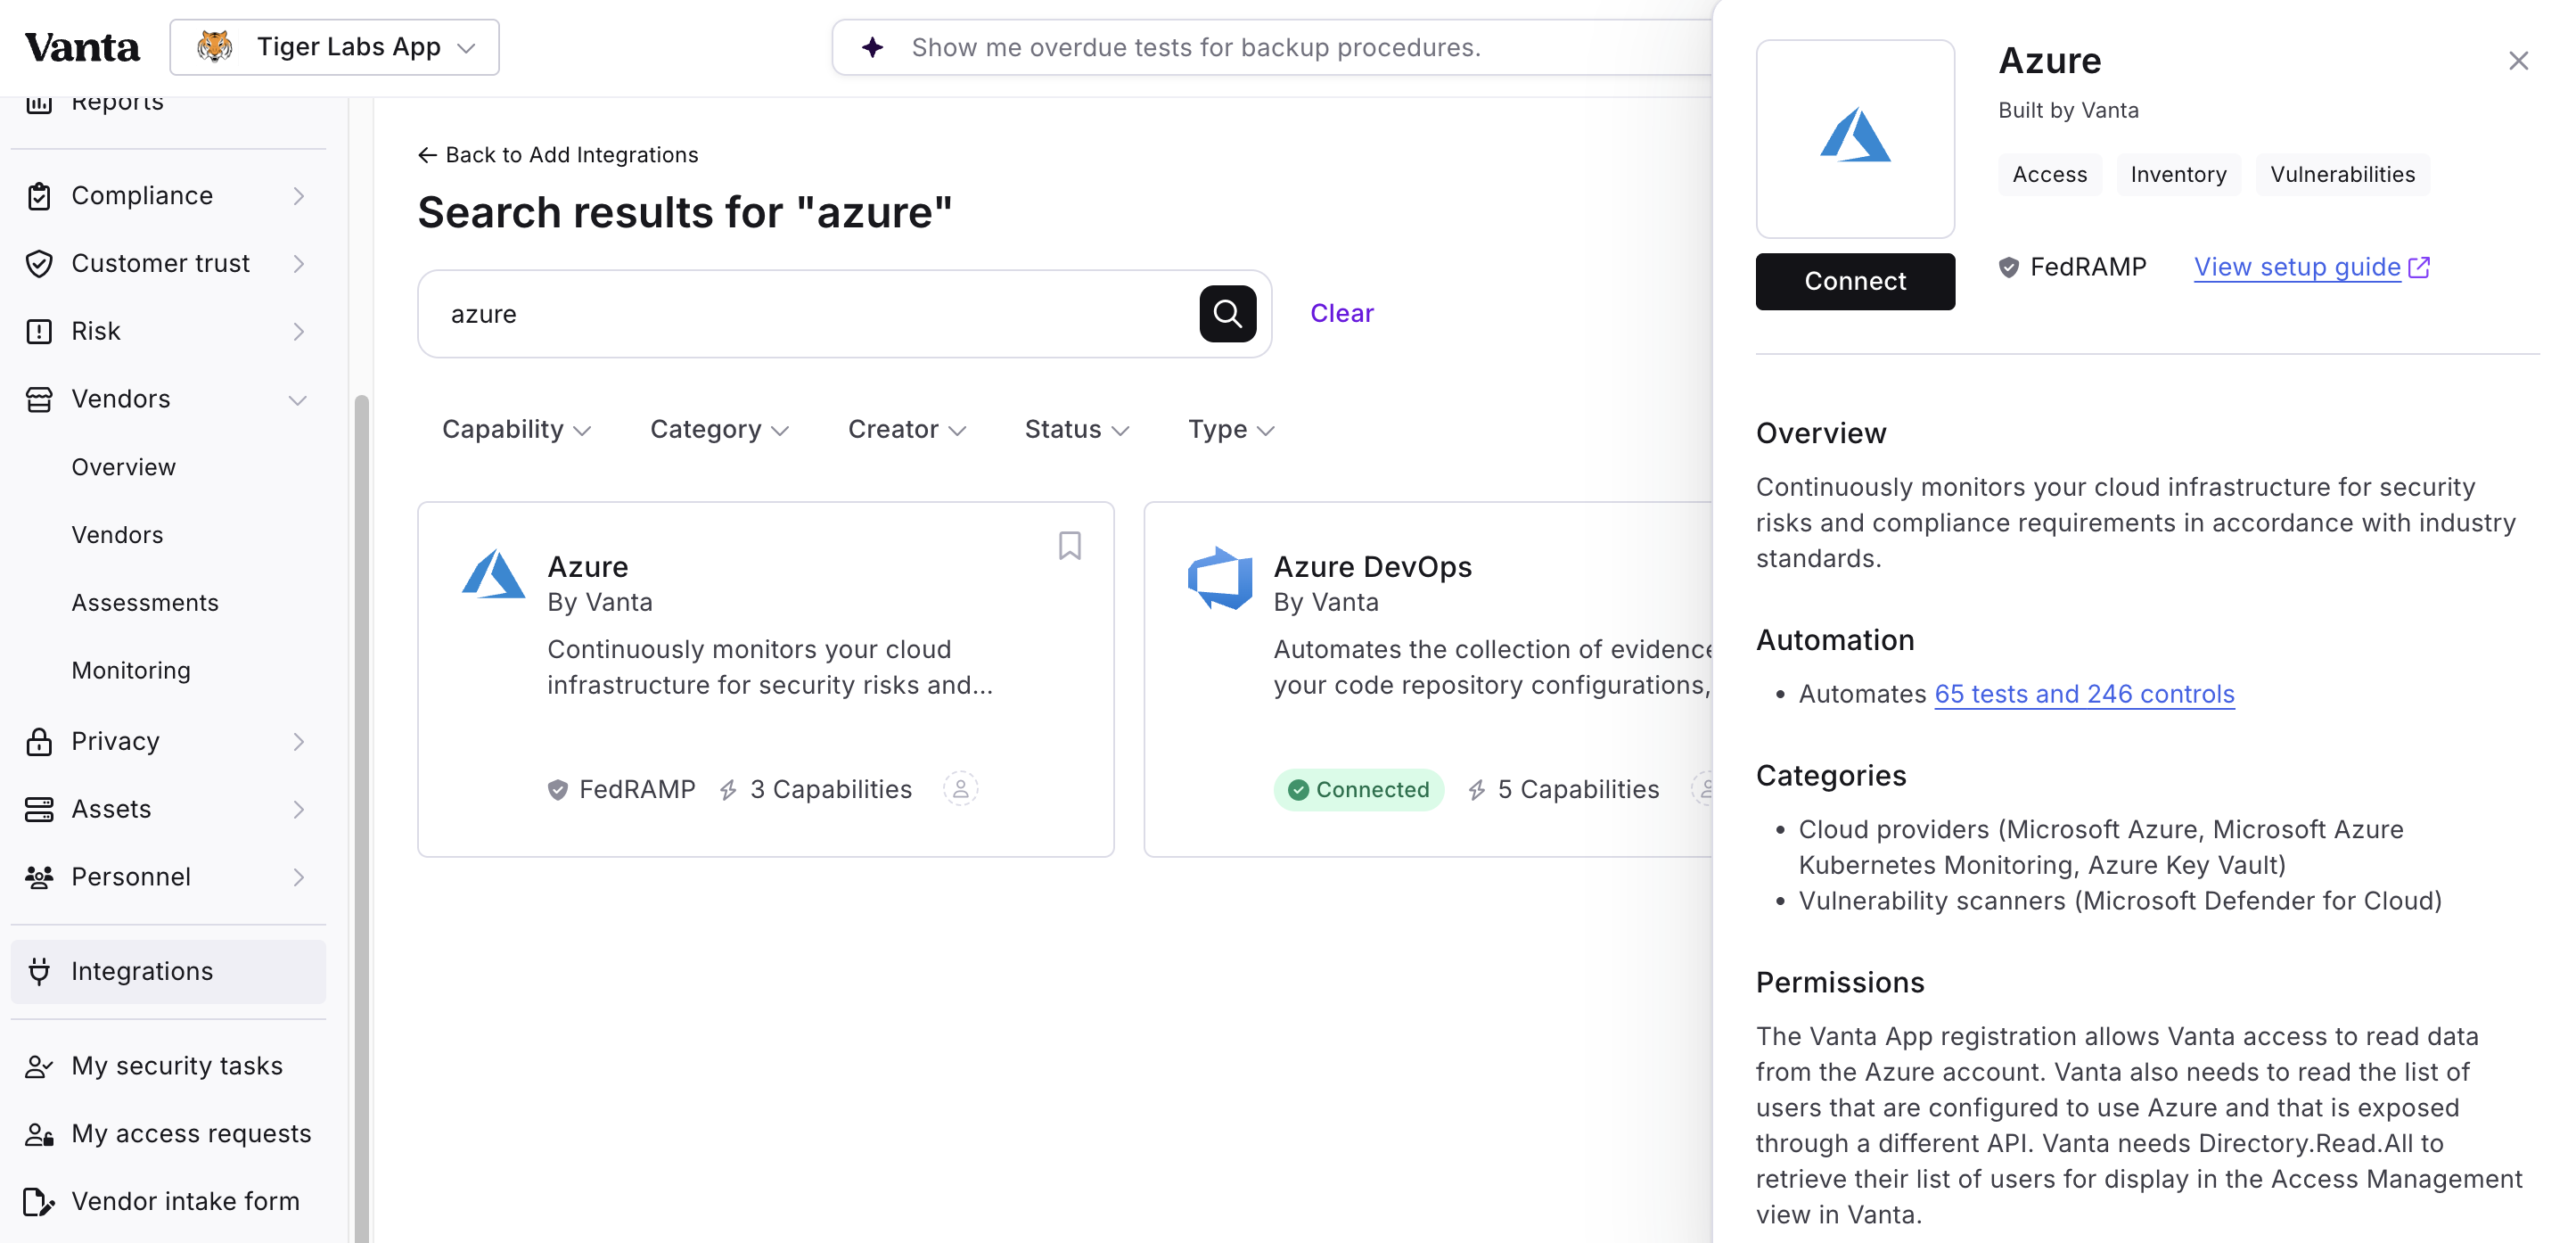 Vanta
Tiger Labs App
Show me overdue tests for backup procedures.
Reports
Compliance
Customer trust
Risk
Vendors
Overview
Vendors
Assessments
Monitoring
Privacy
Assets
Personnel
Integrations
My security tasks
My access requests
Vendor intake form
Back to Add Integrations
Search results for "azure"
azure
Clear
Capability
Category
Creator
Status
Type
Azure
By Vanta
Continuously monitors your cloud
infrastructure for security risks and...
FedRAMP
3 Capabilities
Azure DevOps
By Vanta
Automates the collection of evidence
your code repository configurations,
Connected
5 Capabilities
Azure
Built by Vanta
Access
Inventory
Vulnerabilities
Connect
FedRAMP
View setup guide
Overview
Continuously monitors your cloud infrastructure for security
risks and compliance requirements in accordance with industry
standards.
Automation
• Automates 65 tests and 246 controls
Categories
• Cloud providers (Microsoft Azure, Microsoft Azure
Kubernetes Monitoring, Azure Key Vault)
• Vulnerability scanners (Microsoft Defender for Cloud)
Permissions
The Vanta App registration allows Vanta access to read data
from the Azure account. Vanta also needs to read the list of
users that are configured to use Azure and that is exposed
through a different API. Vanta needs Directory.Read.All to
retrieve their list of users for display in the Access Management
view in Vanta.